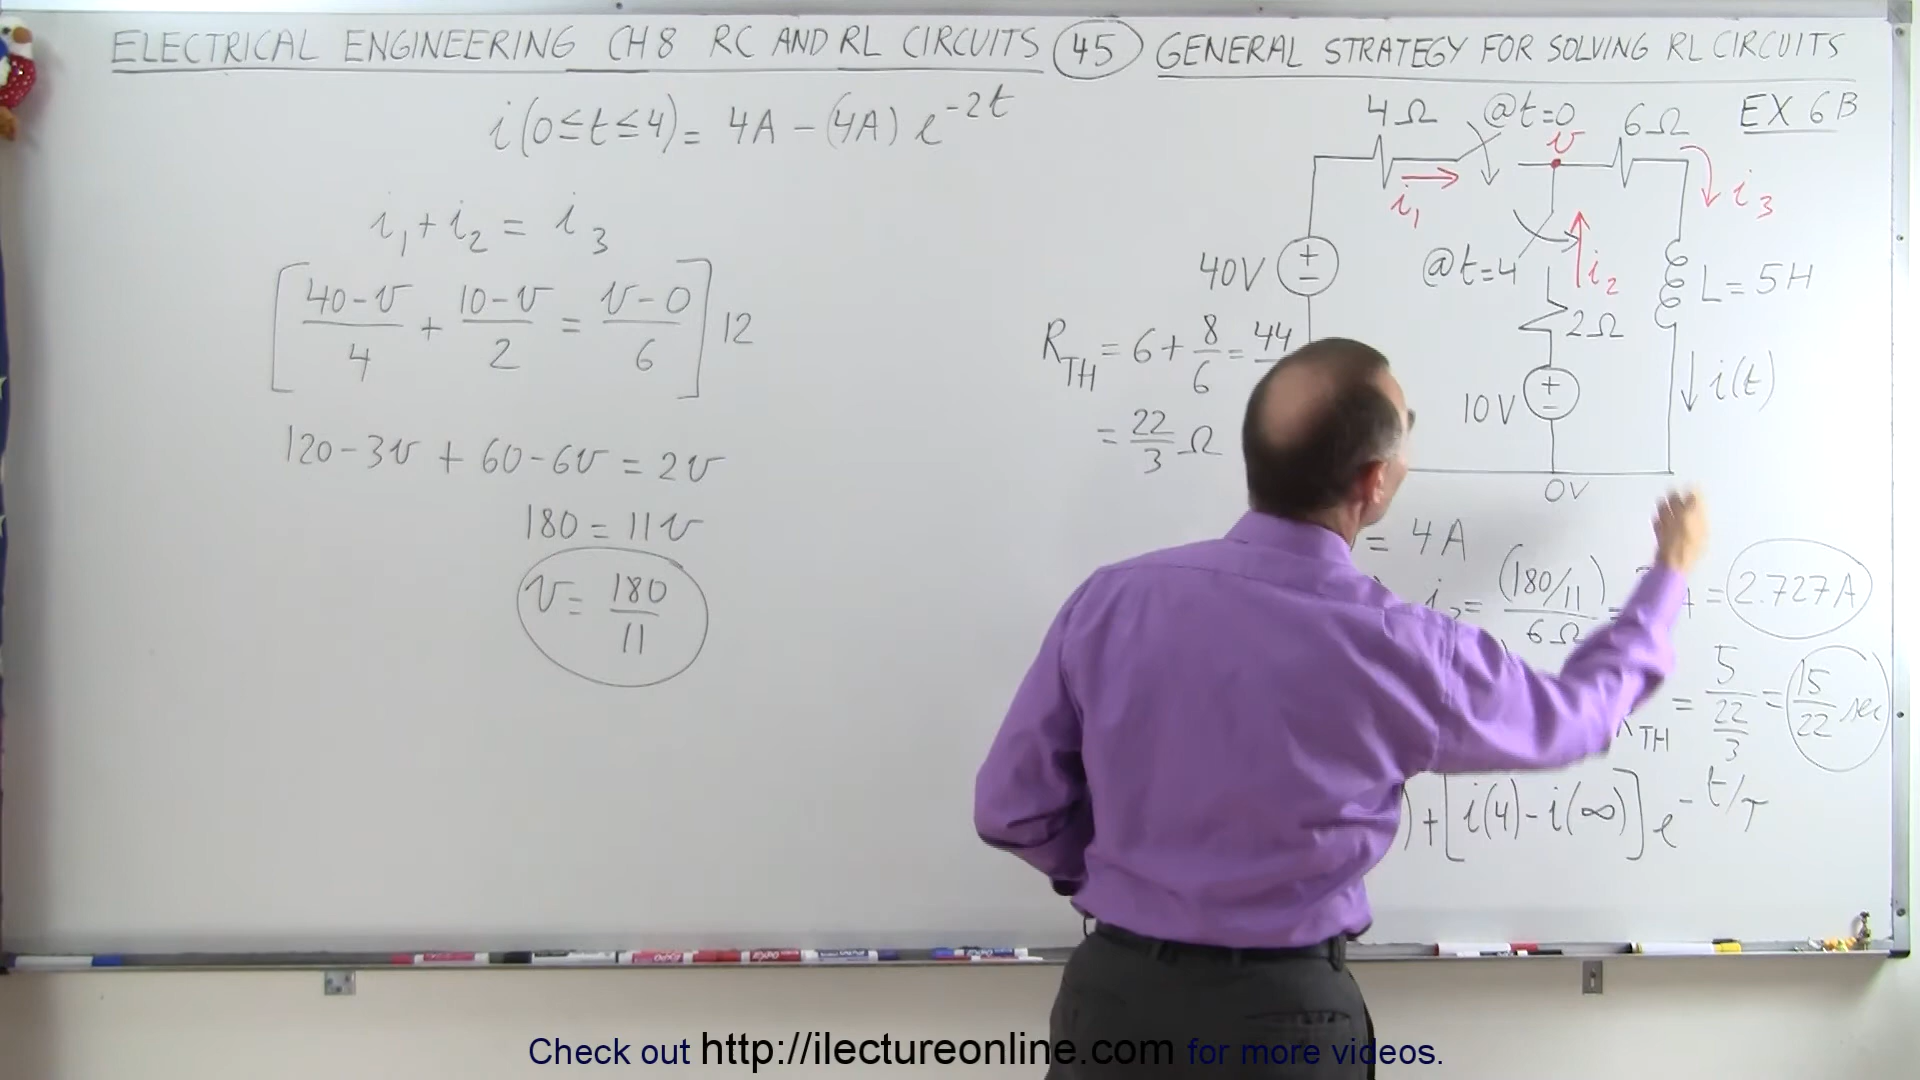 ELECTRICAL ENGINEERING CH 8 RC AND RL CIRCUITS 45 GENERAL STRATEGY FOR SOLVING RL CIRCUITS
EX 6B
i(0≤t≤4) = 4A - (4A) e^{-2t}
i₁ + i₂ = i₃
[ (40-v)/4 + (10-v)/2 = (v-0)/6 ] 12
120 - 3v + 60 - 6v = 2v
180 = 11v
v = 180/11
4Ω @t=0 v 6Ω
i₁ i₃
40V @t=4 i₂ L = 5H
2Ω
10V i(t)
0V
R_TH = 6 + 8/6 = 44
= 22/3 Ω
= 4A
i₃ = (180/11)/6Ω = A = 2.727A
TH = 5/(22/3) = 15/22 sec
) + [i(4) - i(∞)] e^{-t/τ}
Check out http://ilectureonline.com for more videos.